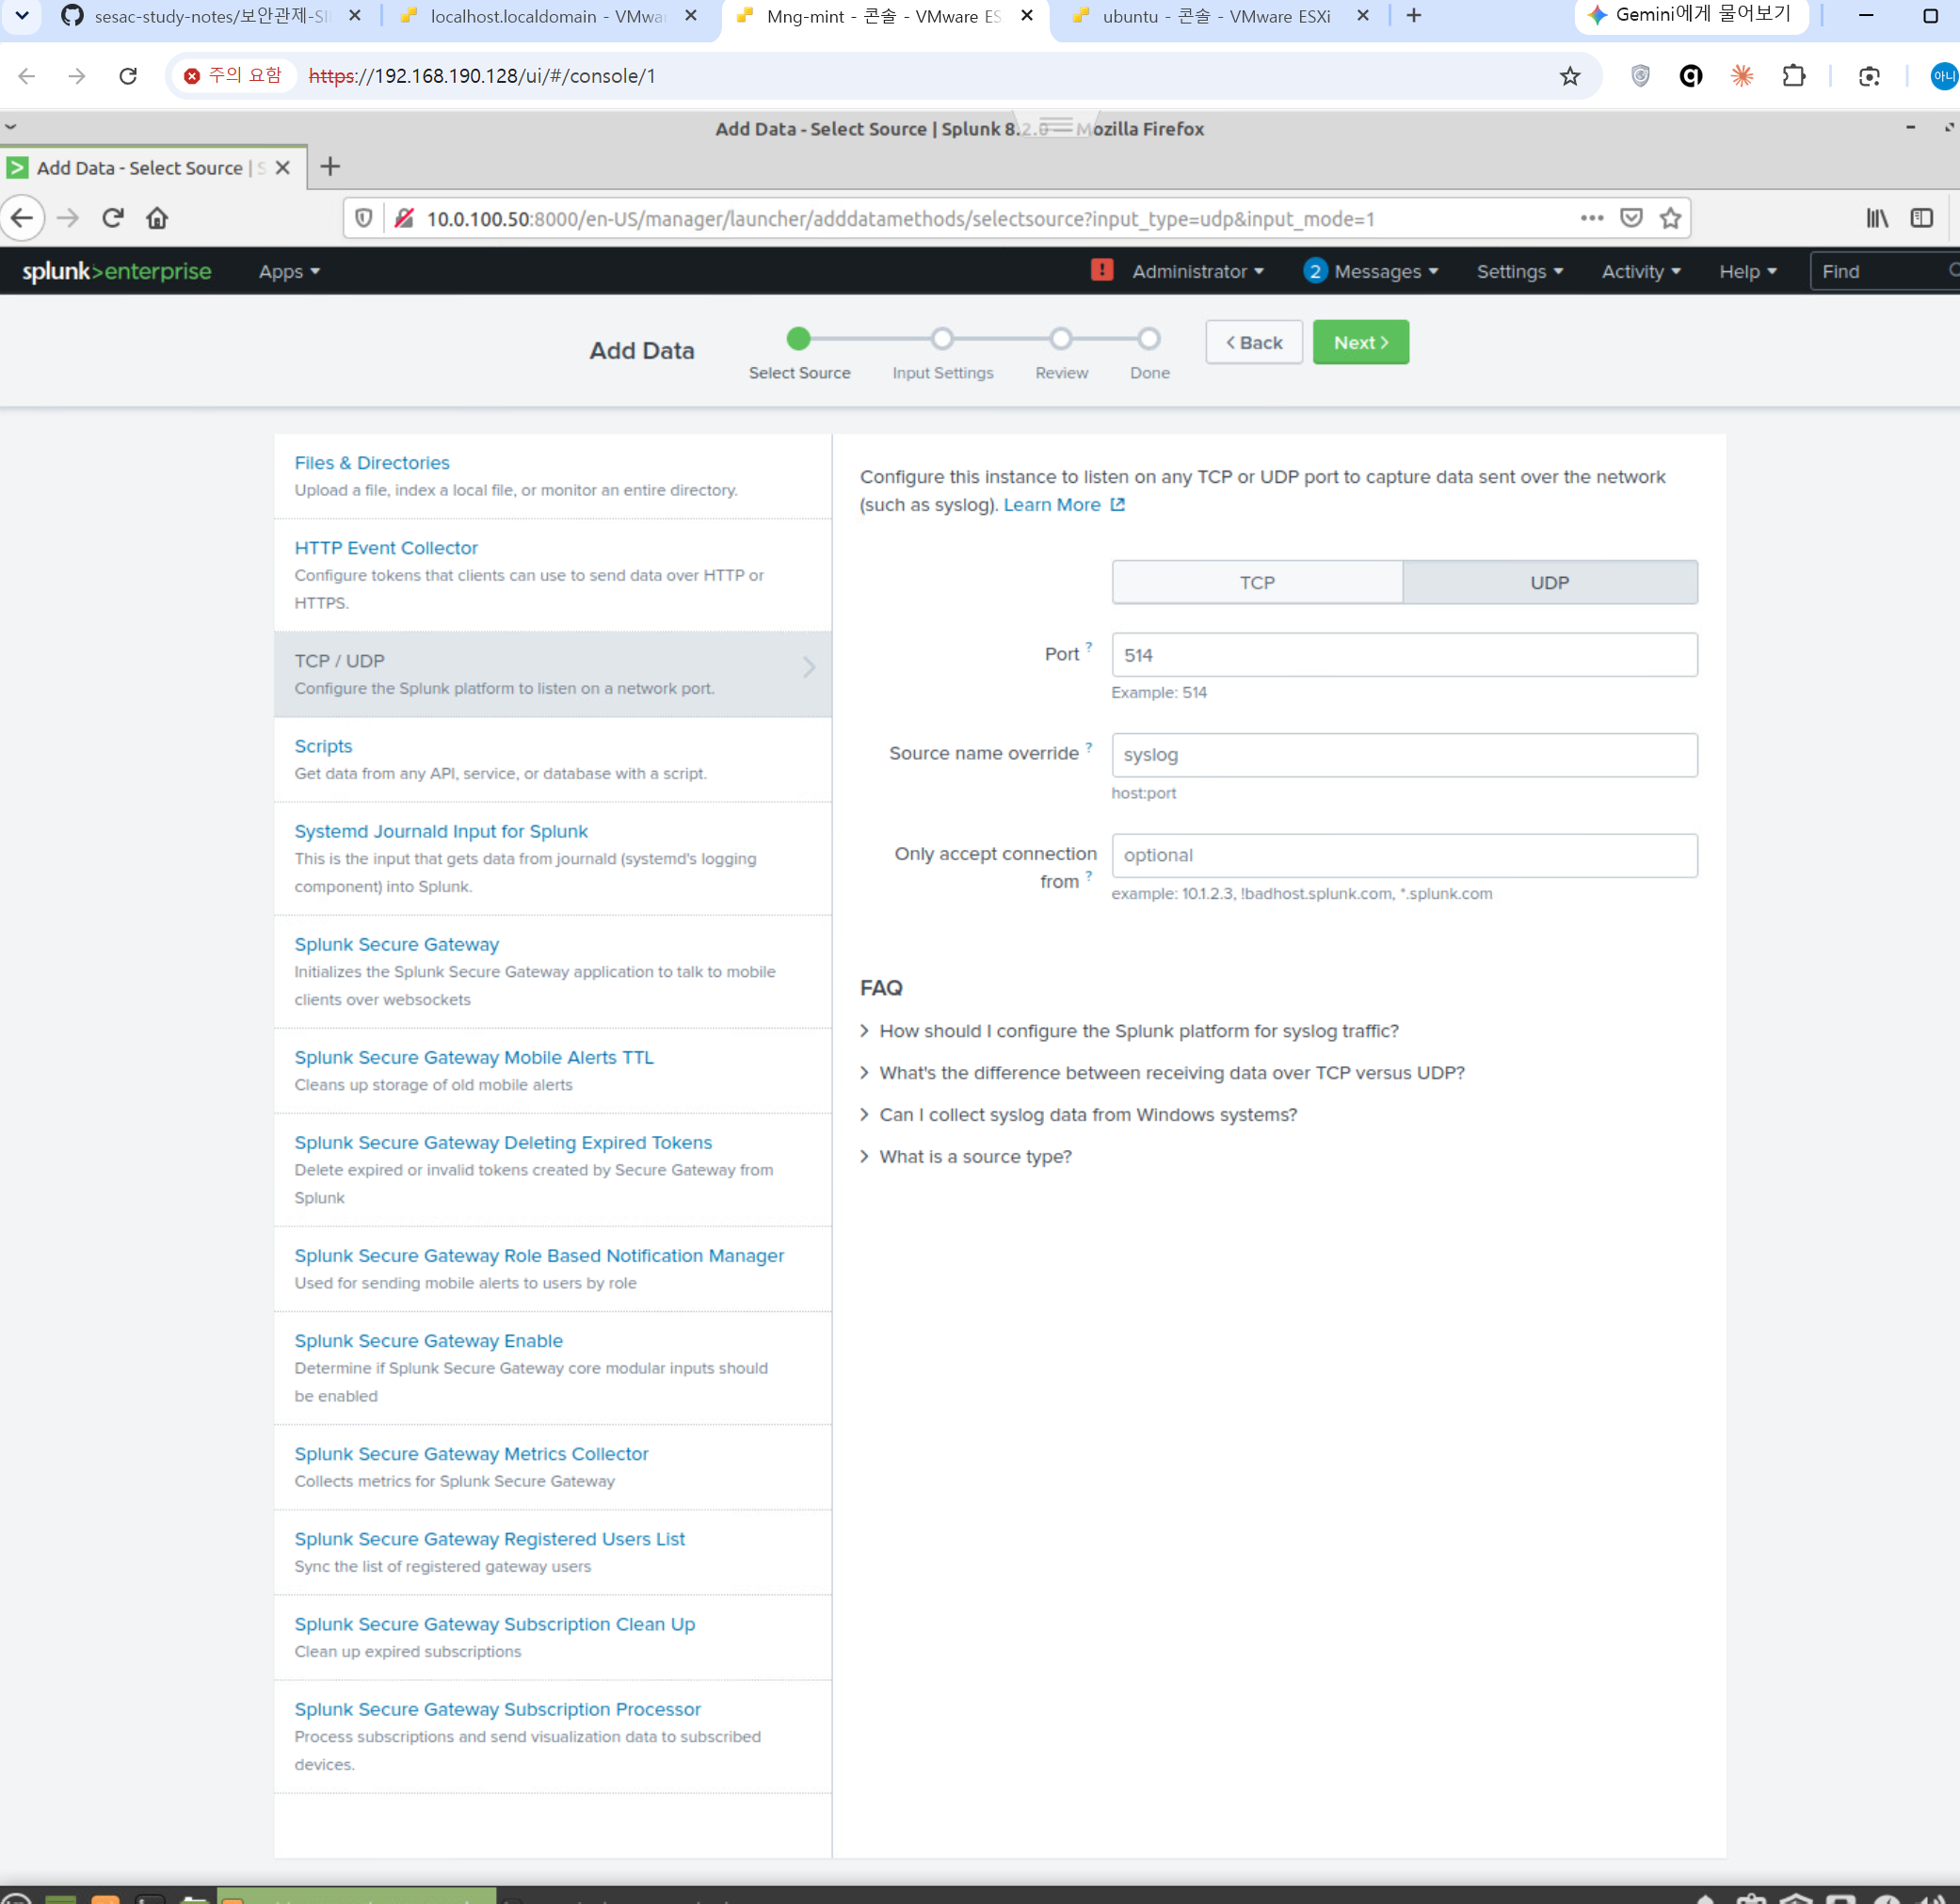 sesac-study-notes/보안관제-SI
localhost.localdomain - VMwa
Mng-mint - 콘솔 - VMware ES
ubuntu - 콘솔 - VMware ESXi
Gemini에게 물어보기
주의 요함
https://192.168.190.128/ui/#/console/1
아니
Add Data - Select Source | Splunk 8.2.0 — Mozilla Firefox
Add Data - Select Source | S
10.0.100.50:8000/en-US/manager/launcher/adddatamethods/selectsource?input_type=udp&input_mode=1
splunk>enterprise
Apps
Administrator
2 Messages
Settings
Activity
Help
Find
Add Data
Select Source
Input Settings
Review
Done
< Back
Next >
Files & Directories
Upload a file, index a local file, or monitor an entire directory.
HTTP Event Collector
Configure tokens that clients can use to send data over HTTP or
HTTPS.
TCP / UDP
Configure the Splunk platform to listen on a network port.
Scripts
Get data from any API, service, or database with a script.
Systemd Journald Input for Splunk
This is the input that gets data from journald (systemd's logging
component) into Splunk.
Splunk Secure Gateway
Initializes the Splunk Secure Gateway application to talk to mobile
clients over websockets
Splunk Secure Gateway Mobile Alerts TTL
Cleans up storage of old mobile alerts
Splunk Secure Gateway Deleting Expired Tokens
Delete expired or invalid tokens created by Secure Gateway from
Splunk
Splunk Secure Gateway Role Based Notification Manager
Used for sending mobile alerts to users by role
Splunk Secure Gateway Enable
Determine if Splunk Secure Gateway core modular inputs should
be enabled
Splunk Secure Gateway Metrics Collector
Collects metrics for Splunk Secure Gateway
Splunk Secure Gateway Registered Users List
Sync the list of registered gateway users
Splunk Secure Gateway Subscription Clean Up
Clean up expired subscriptions
Splunk Secure Gateway Subscription Processor
Process subscriptions and send visualization data to subscribed
devices.
Configure this instance to listen on any TCP or UDP port to capture data sent over the network
(such as syslog). Learn More
TCP
UDP
Port ?
514
Example: 514
Source name override ?
syslog
host:port
Only accept connection
from ?
optional
example: 10.1.2.3, !badhost.splunk.com, *.splunk.com
FAQ
> How should I configure the Splunk platform for syslog traffic?
> What's the difference between receiving data over TCP versus UDP?
> Can I collect syslog data from Windows systems?
> What is a source type?